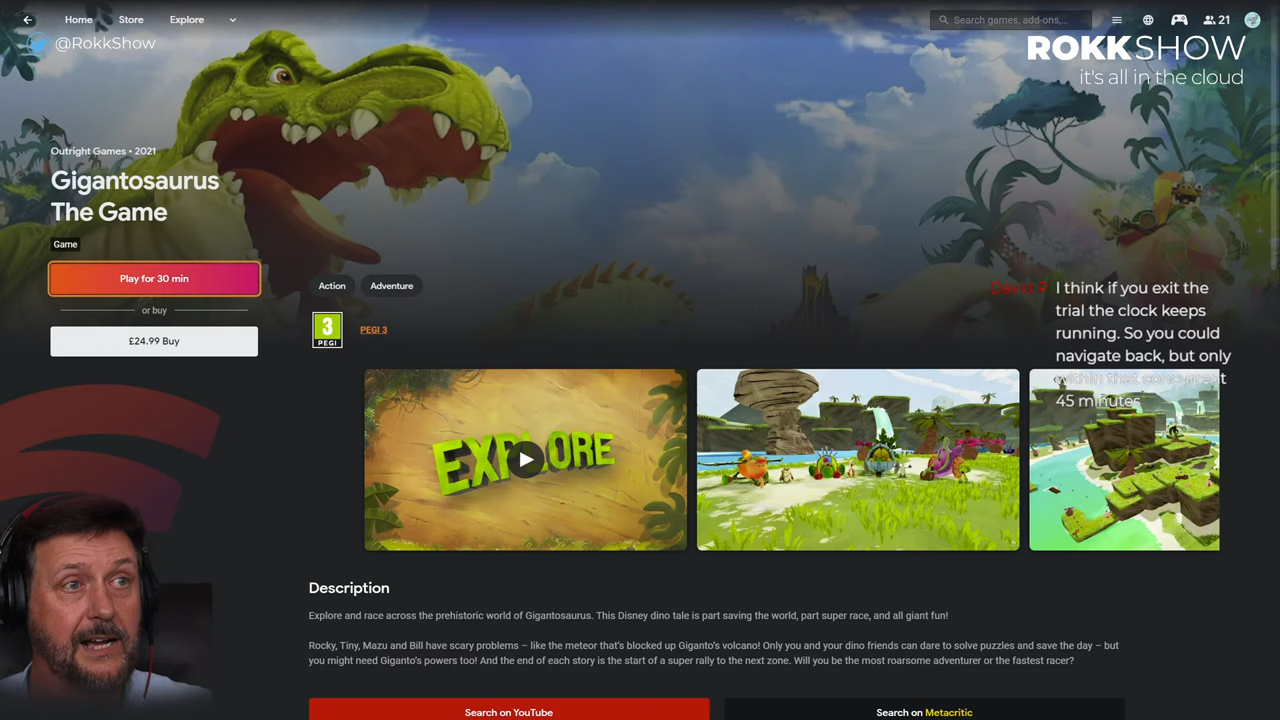 Home Store Explore
Search games, add-ons,...
21
@RokkShow
ROKKSHOW
it's all in the cloud
Outright Games • 2021
Gigantosaurus
The Game
Game
Play for 30 min
or buy
£24.99 Buy
Action Adventure
3
PEGI
PEGI 3
David P
I think if you exit the
trial the clock keeps
running. So you could
navigate back, but only
within that concurrent
45 minutes
EXPLORE
Description
Explore and race across the prehistoric world of Gigantosaurus. This Disney dino tale is part saving the world, part super race, and all giant fun!
Rocky, Tiny, Mazu and Bill have scary problems – like the meteor that's blocked up Giganto's volcano! Only you and your dino friends can dare to solve puzzles and save the day – but
you might need Giganto's powers too! And the end of each story is the start of a super rally to the next zone. Will you be the most roarsome adventurer or the fastest racer?
Search on YouTube
Search on Metacritic